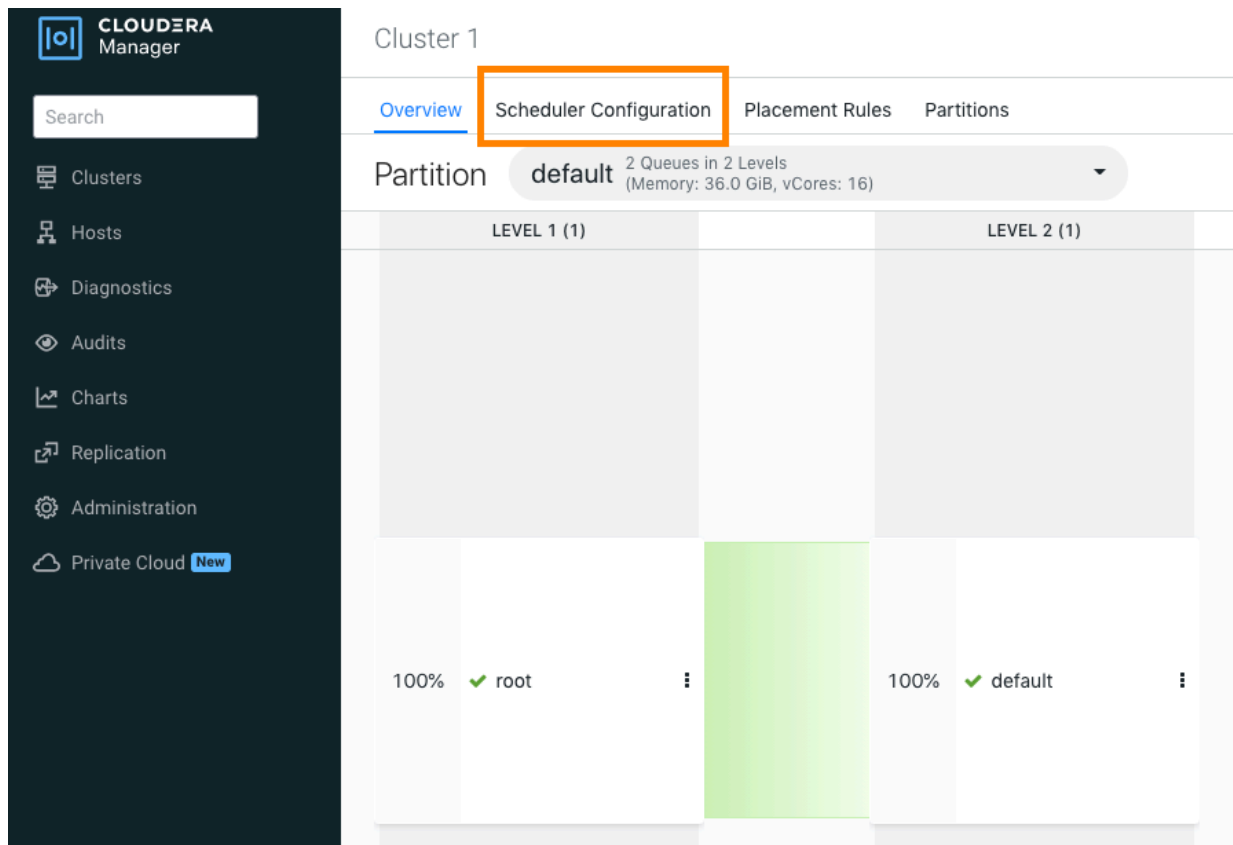 CLOUDERA
Manager
Search
Clusters
Hosts
Diagnostics
Audits
Charts
Replication
Administration
Private Cloud New
Cluster 1
Overview Scheduler Configuration Placement Rules Partitions
Partition default 2 Queues in 2 Levels
(Memory: 36.0 GiB, vCores: 16)
LEVEL 1 (1) LEVEL 2 (1)
100% root 100% default